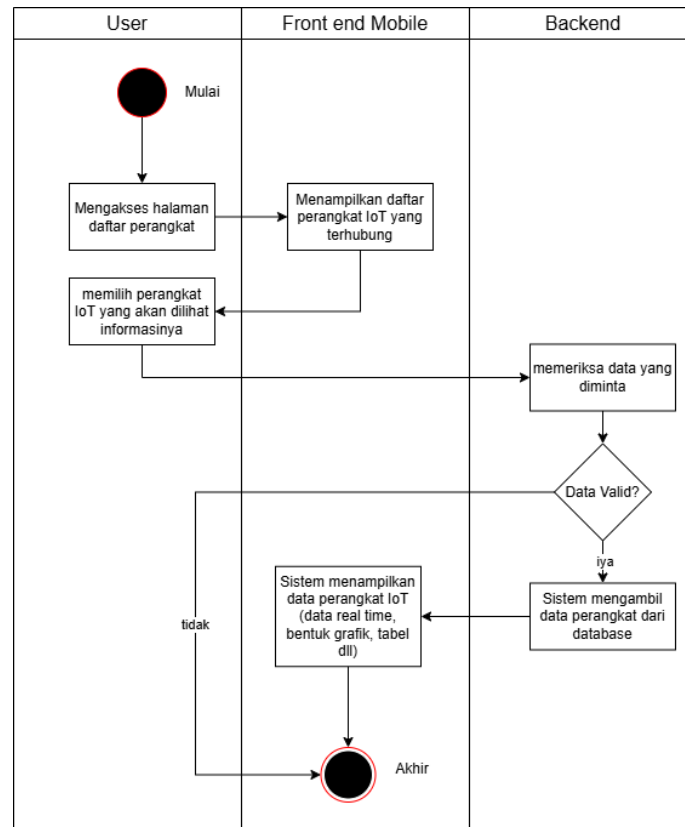 User
Front end Mobile
Backend
Mulai
Mengakses halaman
daftar perangkat
Menampilkan daftar
perangkat IoT yang
terhubung
memilih perangkat
IoT yang akan dilihat
informasinya
memeriksa data yang
diminta
Data Valid?
iya
tidak
Sistem mengambil
data perangkat dari
database
Sistem menampilkan
data perangkat IoT
(data real time,
bentuk grafik, tabel
dll)
Akhir